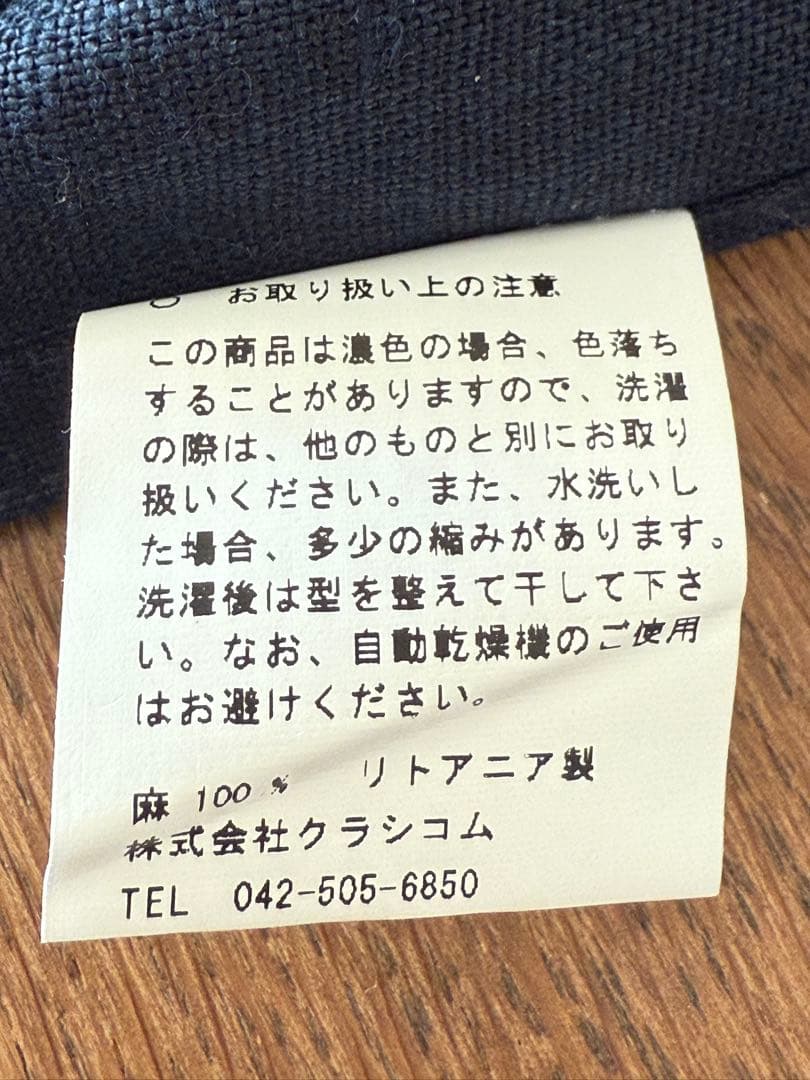 お取り扱い上の注意
この商品は濃色の場合、色落ち
することがありますので、洗濯
の際は、他のものと別にお取り
扱いください。また、水洗いし
た場合、多少の縮みがあります。
洗濯後は型を整えて干して下さ
い。なお、自動乾燥機のご使用
はお避けください。
麻 100 % リトアニア製
株式会社クラシコム
TEL 042-505-6850